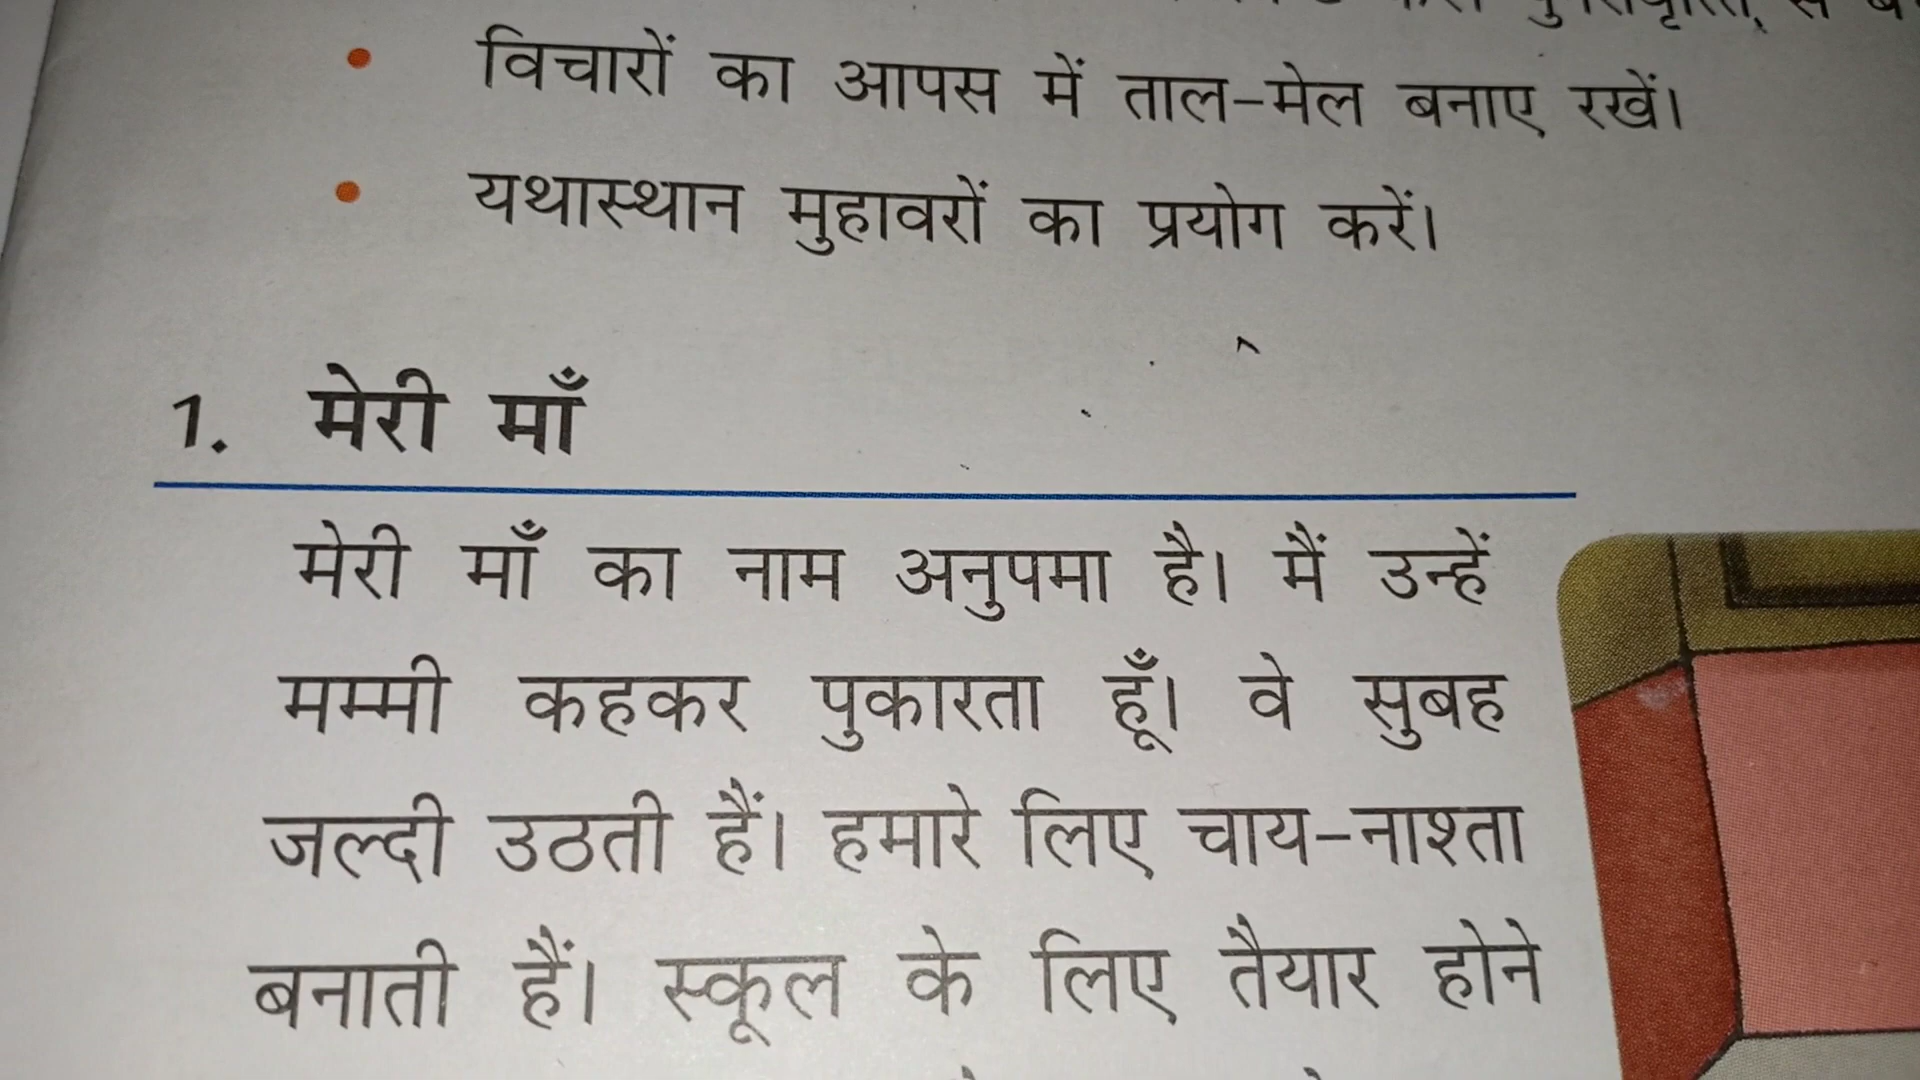 • विचारों का आपस में ताल-मेल बनाए रखें।
• यथास्थान मुहावरों का प्रयोग करें।
1. मेरी माँ
मेरी माँ का नाम अनुपमा है। मैं उन्हें
मम्मी कहकर पुकारता हूँ। वे सुबह
जल्दी उठती हैं। हमारे लिए चाय-नाश्ता
बनाती हैं। स्कूल के लिए तैयार होने